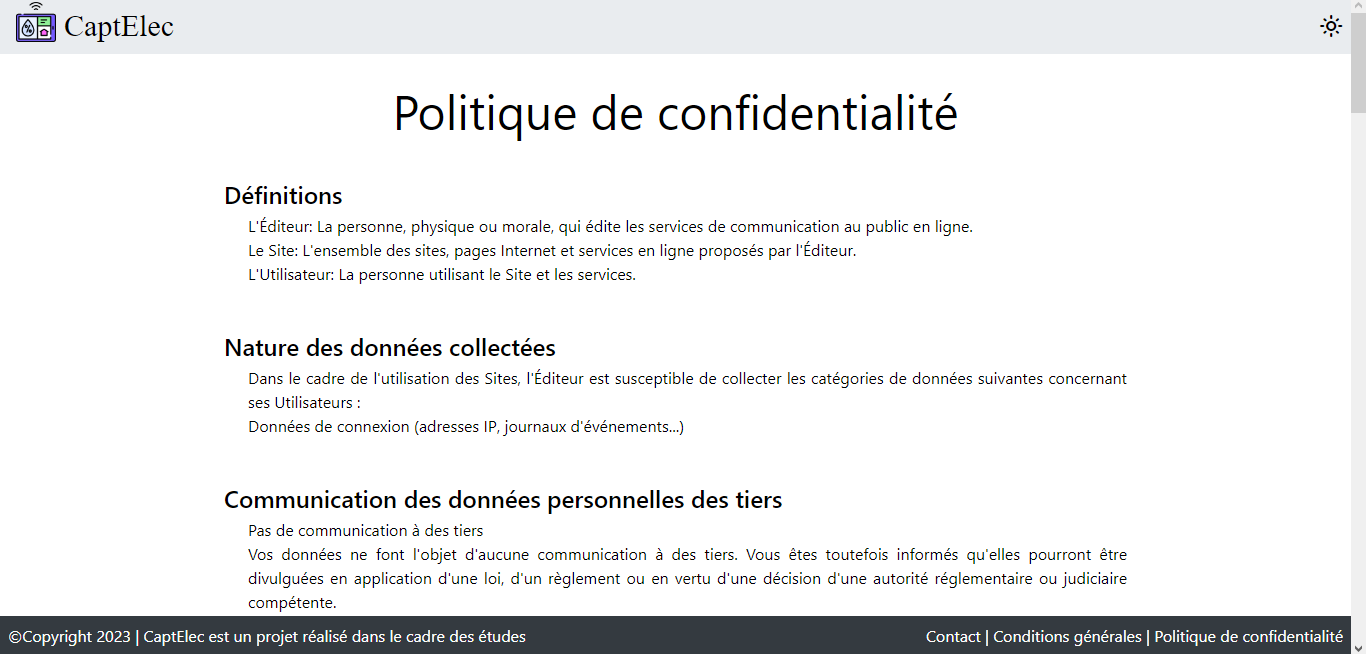 CaptElec
Politique de confidentialité
Définitions
L'Éditeur: La personne, physique ou morale, qui édite les services de communication au public en ligne.
Le Site: L'ensemble des sites, pages Internet et services en ligne proposés par l'Éditeur.
L'Utilisateur: La personne utilisant le Site et les services.
Nature des données collectées
Dans le cadre de l'utilisation des Sites, l'Éditeur est susceptible de collecter les catégories de données suivantes concernant
ses Utilisateurs :
Données de connexion (adresses IP, journaux d'événements...)
Communication des données personnelles des tiers
Pas de communication à des tiers
Vos données ne font l'objet d'aucune communication à des tiers. Vous êtes toutefois informés qu'elles pourront être
divulguées en application d'une loi, d'un règlement ou en vertu d'une décision d'une autorité réglementaire ou judiciaire
compétente.
©Copyright 2023 | CaptElec est un projet réalisé dans le cadre des études
Contact | Conditions générales | Politique de confidentialité